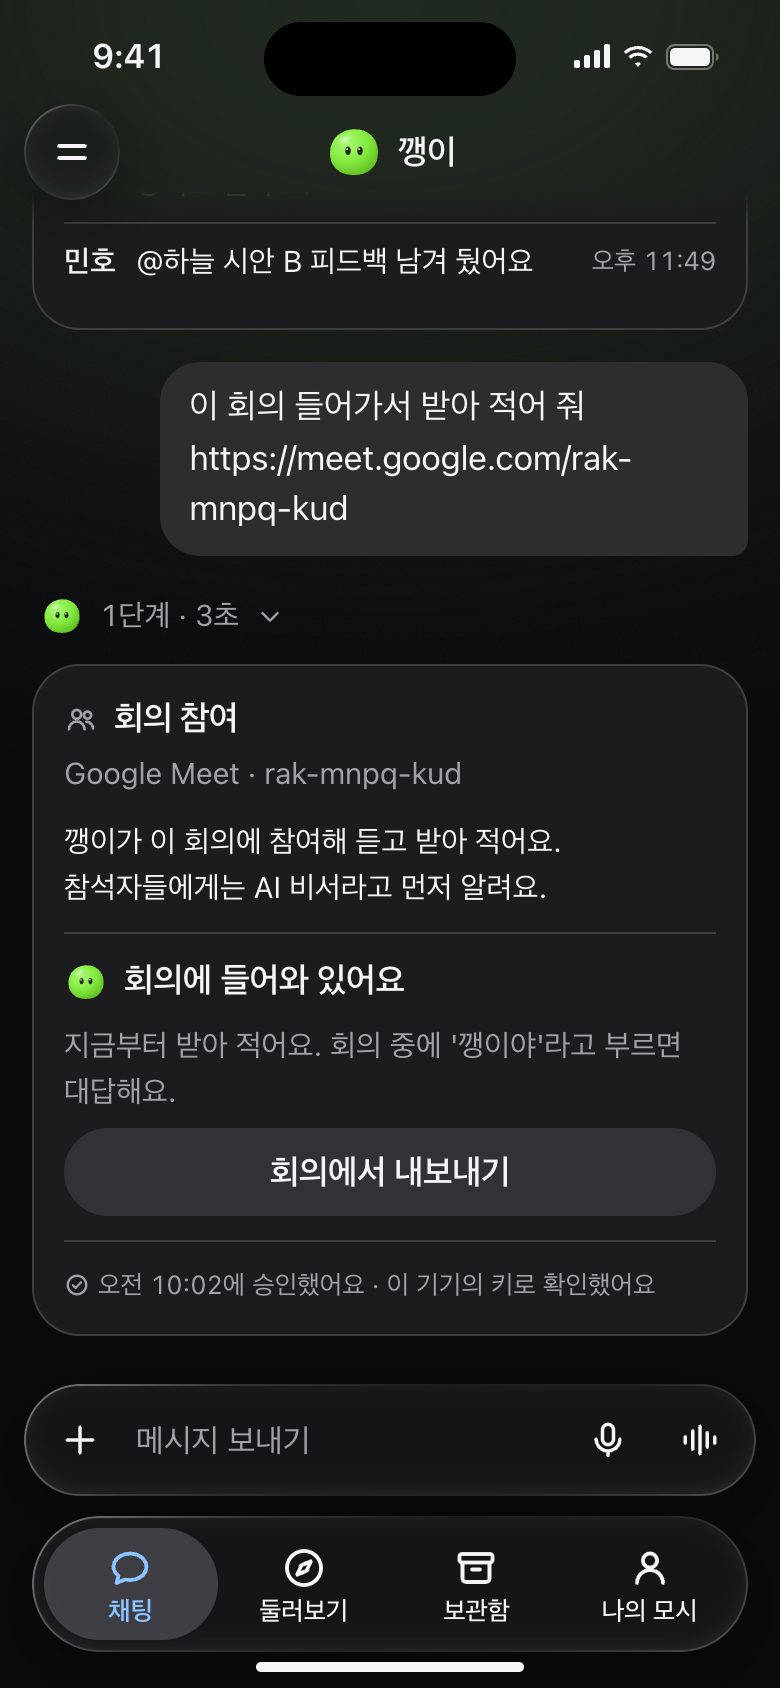 9:41
깽이
민호 @하늘 시안 B 피드백 남겨 뒀어요 오후 11:49
이 회의 들어가서 받아 적어 줘
https://meet.google.com/rak-
mnpq-kud
1단계 · 3초
회의 참여
Google Meet · rak-mnpq-kud
깽이가 이 회의에 참여해 듣고 받아 적어요.
참석자들에게는 AI 비서라고 먼저 알려요.
회의에 들어와 있어요
지금부터 받아 적어요. 회의 중에 '깽이야'라고 부르면
대답해요.
회의에서 내보내기
오전 10:02에 승인했어요 · 이 기기의 키로 확인했어요
메시지 보내기
채팅 둘러보기 보관함 나의 모시